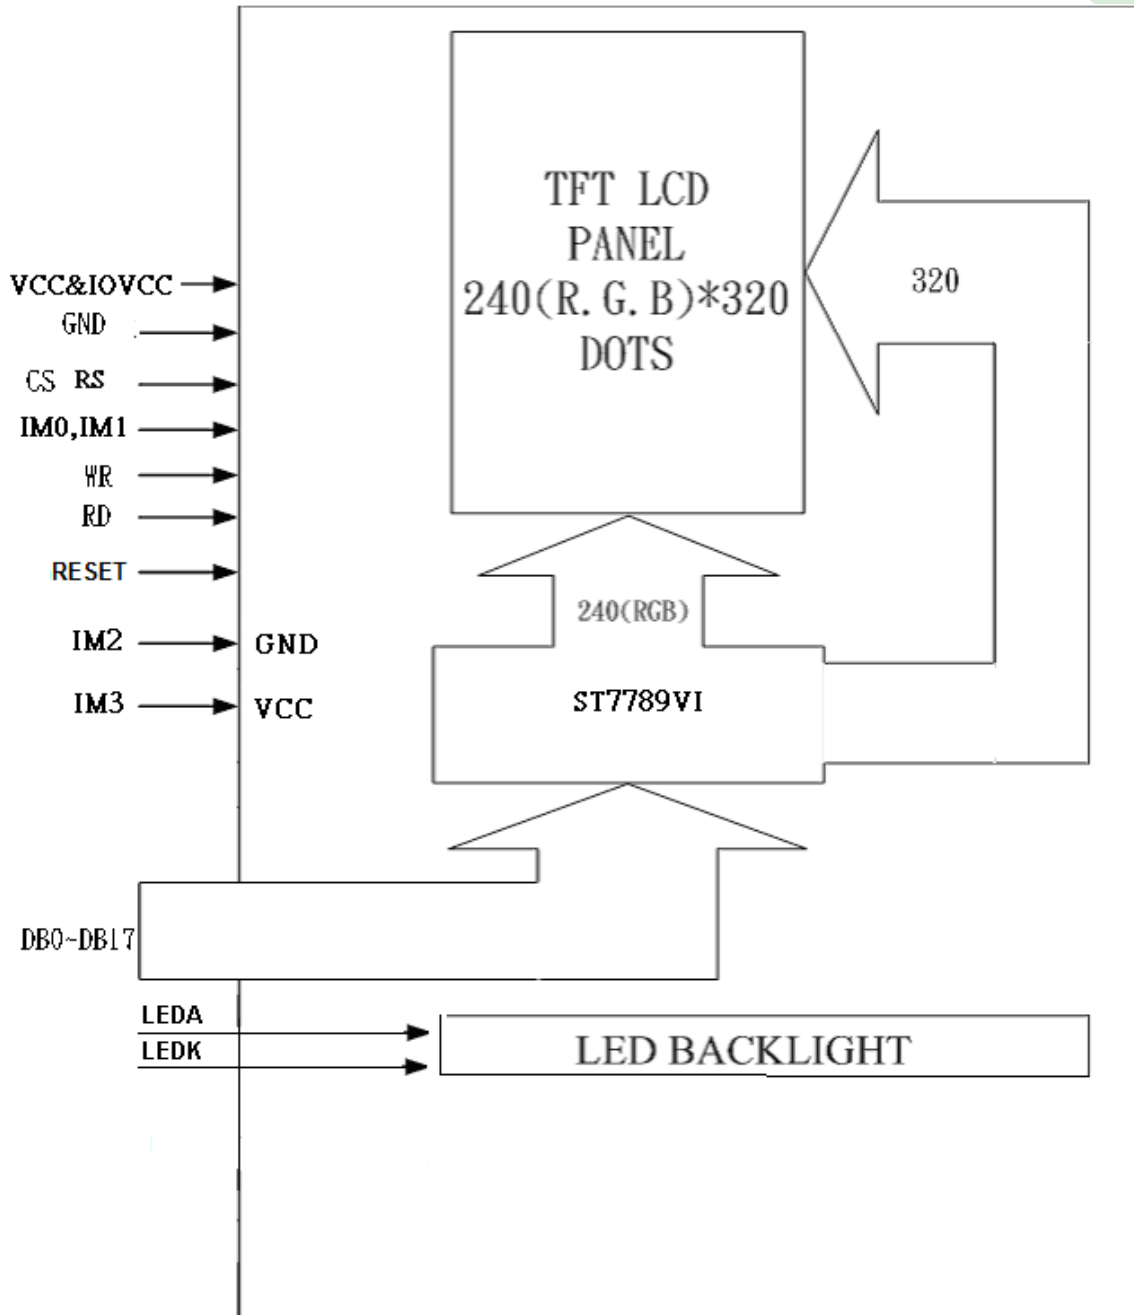 TFT LCD
PANEL
240(R.G.B)*320
DOTS
320
VCC&IOVCC
GND
CS RS
IM0,IM1
WR
RD
RESET
IM2 GND
IM3 VCC
240(RGB)
ST7789VI
DB0~DB17
LEDA
LEDK
LED BACKLIGHT